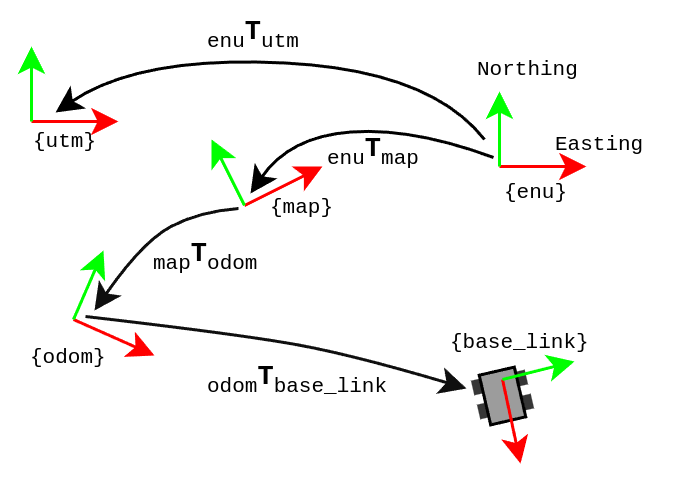 enuTutm
Northing
{utm}
Easting
enuTmap
{enu}
{map}
mapTodom
{odom}
{base_link}
odomTbase_link